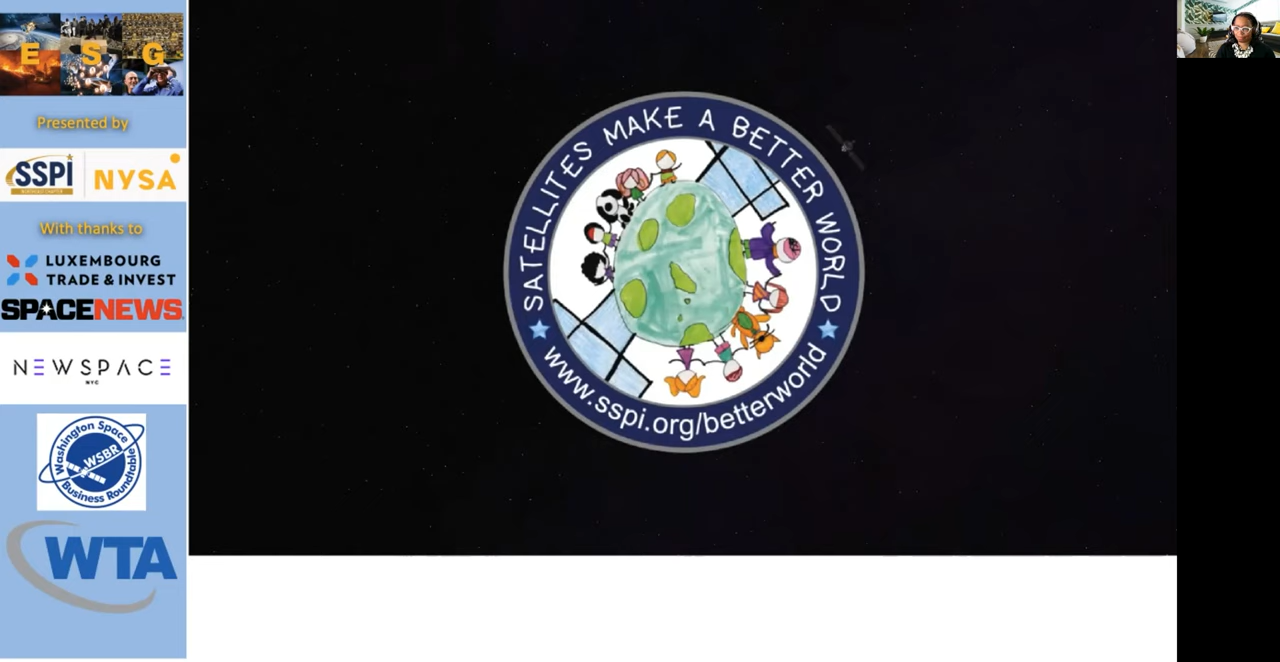 E S G
Presented by
SSPI
NYSA
With thanks to
LUXEMBOURG
TRADE & INVEST
SPACENEWS
NEWSPACE
NYC
Washington Space
WSBR
Business Roundtable
WTA
SATELLITES MAKE A BETTER WORLD
www.sspi.org/betterworld